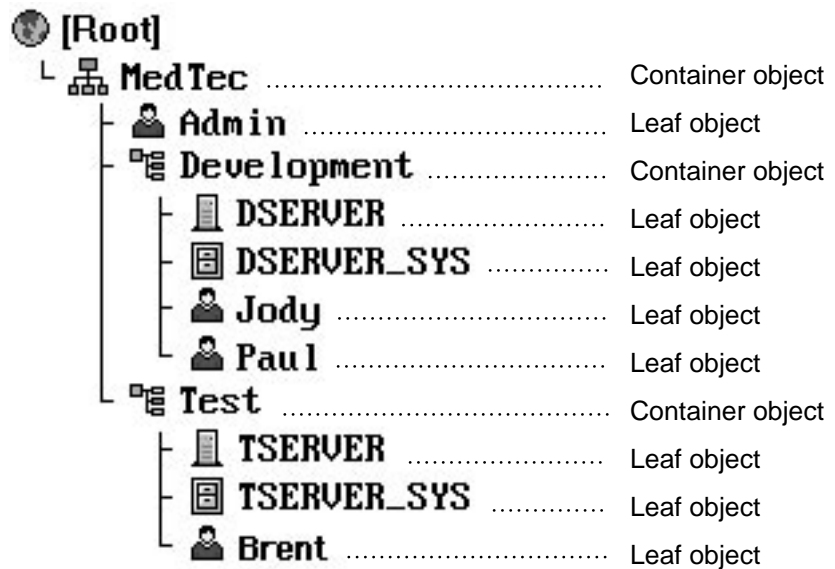 [Root]
MedTec ........ Container object
Admin ........ Leaf object
Development ........ Container object
DSERVER ........ Leaf object
DSERVER_SYS ........ Leaf object
Jody ........ Leaf object
Paul ........ Leaf object
Test ........ Container object
TSERVER ........ Leaf object
TSERVER_SYS ........ Leaf object
Brent ........ Leaf object